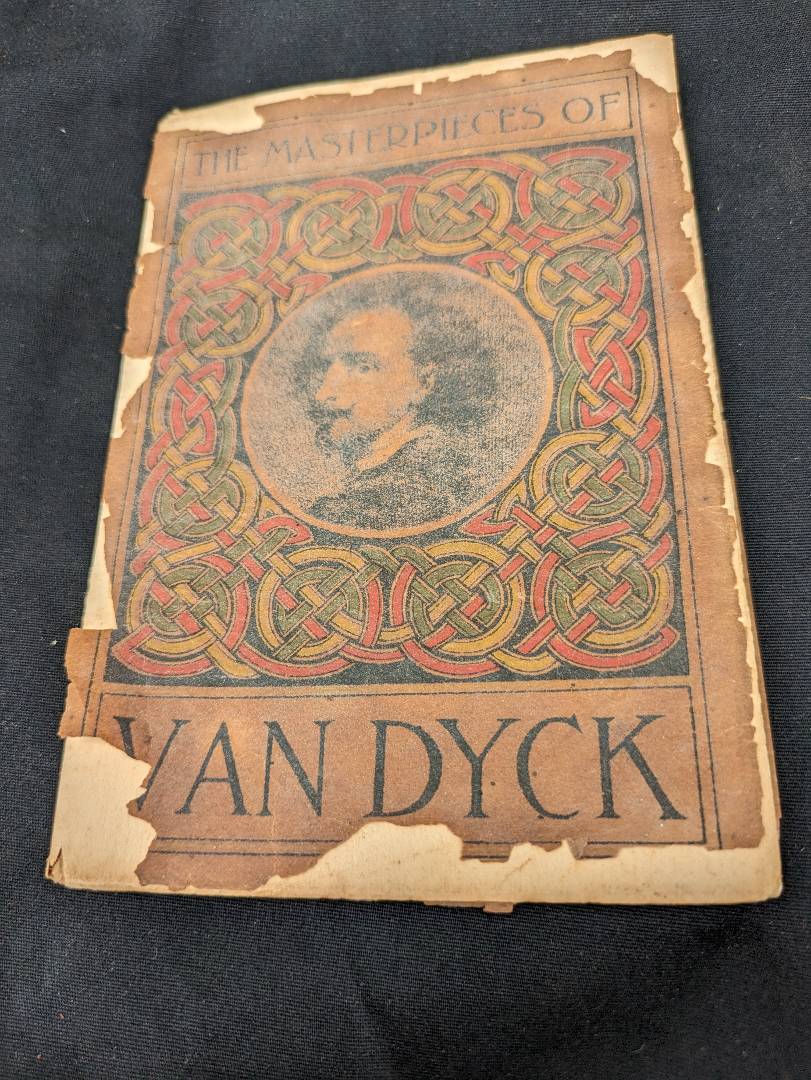 THE MASTERPIECES OF
VAN DYCK